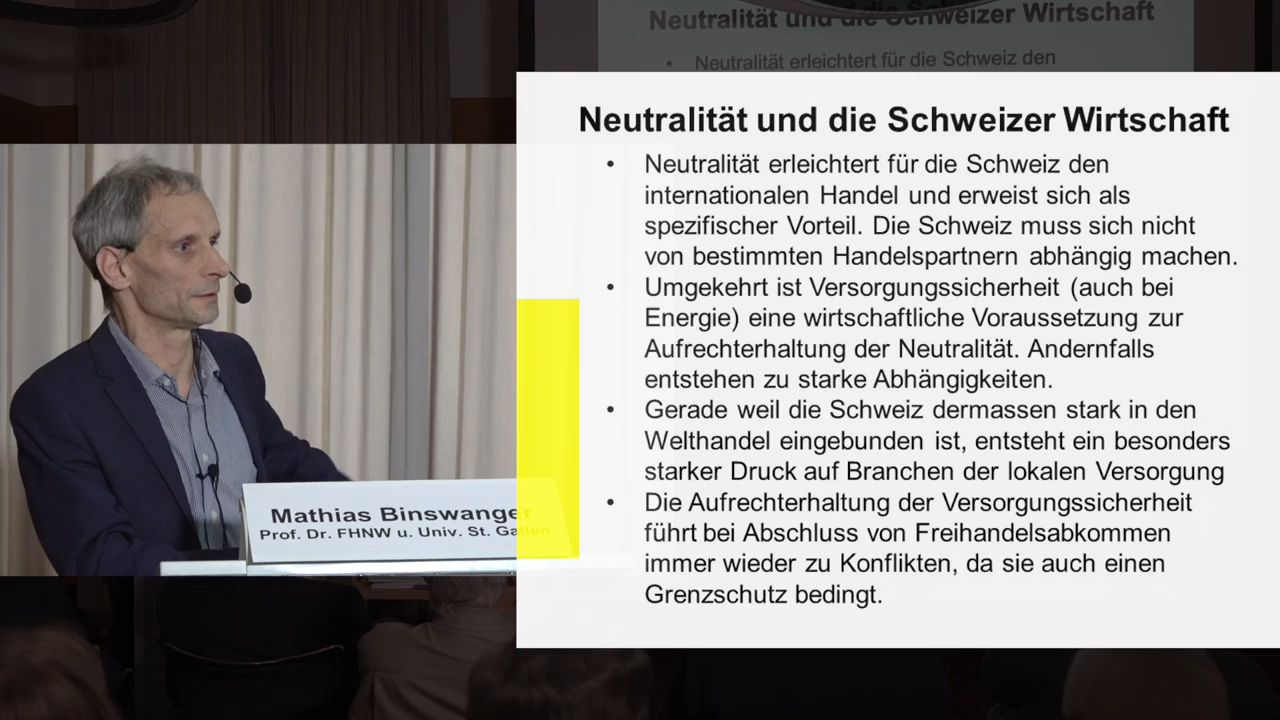 Neutralität und die Schweizer Wirtschaft
• Neutralität erleichtert für die Schweiz den
Neutralität und die Schweizer Wirtschaft
• Neutralität erleichtert für die Schweiz den
internationalen Handel und erweist sich als
spezifischer Vorteil. Die Schweiz muss sich nicht
von bestimmten Handelspartnern abhängig machen.
• Umgekehrt ist Versorgungssicherheit (auch bei
Energie) eine wirtschaftliche Voraussetzung zur
Aufrechterhaltung der Neutralität. Andernfalls
entstehen zu starke Abhängigkeiten.
• Gerade weil die Schweiz dermassen stark in den
Welthandel eingebunden ist, entsteht ein besonders
starker Druck auf Branchen der lokalen Versorgung
• Die Aufrechterhaltung der Versorgungssicherheit
führt bei Abschluss von Freihandelsabkommen
immer wieder zu Konflikten, da sie auch einen
Grenzschutz bedingt.
Mathias Binswanger
Prof. Dr. FHNW u. Univ. St. Gallen